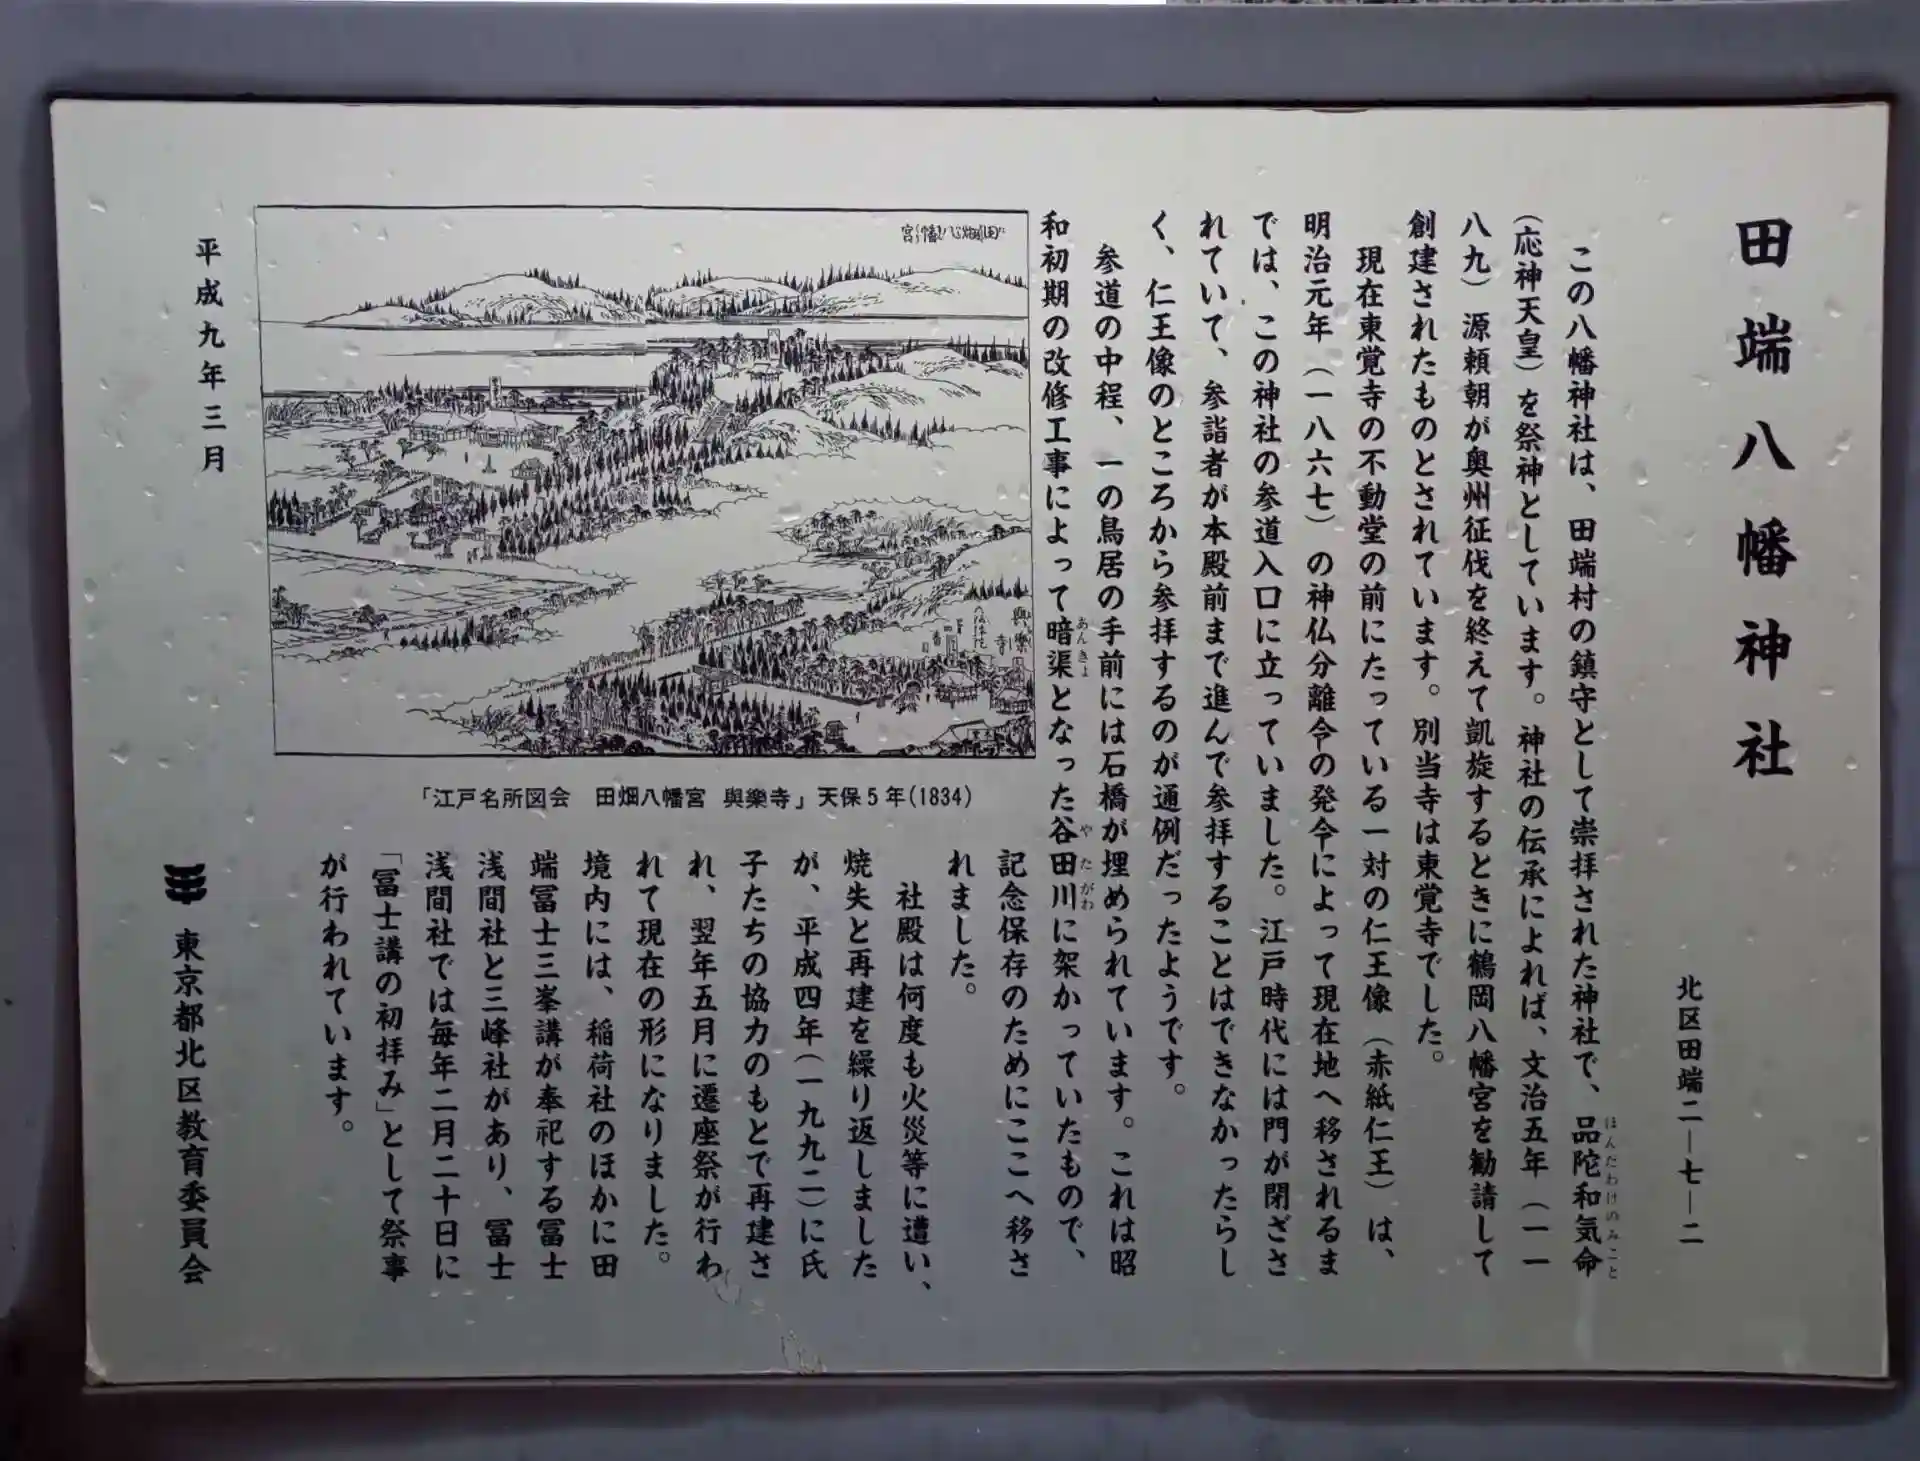 田端八幡神社
北区田端二―七―二
この八幡神社は、田端村の鎮守として崇拝された神社で、品陀和気命
ほんだわけのみこと
（応神天皇）を祭神としています。神社の伝承によれば、文治五年（一一
八九）源頼朝が奥州征伐を終えて凱旋するときに鶴岡八幡宮を勧請して
創建されたものとされています。別当寺は東覚寺でした。
現在東覚寺の不動堂の前にたっている一対の仁王像（赤紙仁王）は、
明治元年（一八六七）の神仏分離令の発令によって現在地へ移されるま
では、この神社の参道入口に立っていました。江戸時代には門が閉ざさ
れていて、参詣者が本殿前まで進んで参拝することはできなかったらし
く、仁王像のところから参拝するのが通例だったようです。
参道の中程、一の鳥居の手前には石橋が埋められています。これは昭
和初期の改修工事によって暗渠となった谷田川に架かっていたもので、
あんきょ
やたがわ
記念保存のためにここへ移さ
れました。
社殿は何度も火災等に遭い、
焼失と再建を繰り返しました
が、平成四年（一九九二）に氏
子たちの協力のもとで再建さ
れ、翌年五月に遷座祭が行わ
れて現在の形になりました。
境内には、稲荷社のほかに田
端冨士三峯講が奉祀する冨士
浅間社と三峰社があり、冨士
浅間社では毎年二月二十日に
「冨士講の初拝み」として祭事
が行われています。
「江戸名所図会　田畑八幡宮　與樂寺」天保5年(1834)
平成九年三月
東京都北区教育委員会